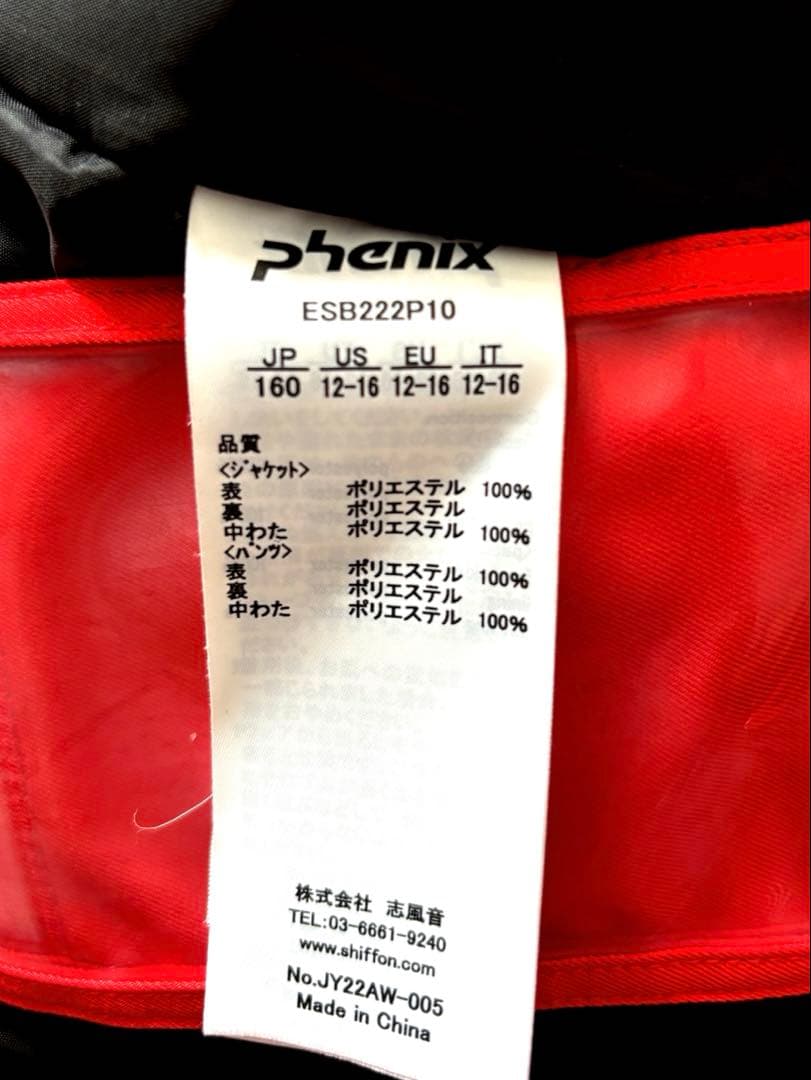 phenix
ESB222P10
JP US EU IT
160 12-16 12-16 12-16
品質
<ジャケット>
表 ポリエステル 100%
裏 ポリエステル
中わた ポリエステル 100%
<パンツ>
表 ポリエステル 100%
裏 ポリエステル
中わた ポリエステル 100%
株式会社 志風音
TEL:03-6661-9240
www.shiffon.com
No.JY22AW-005
Made in China